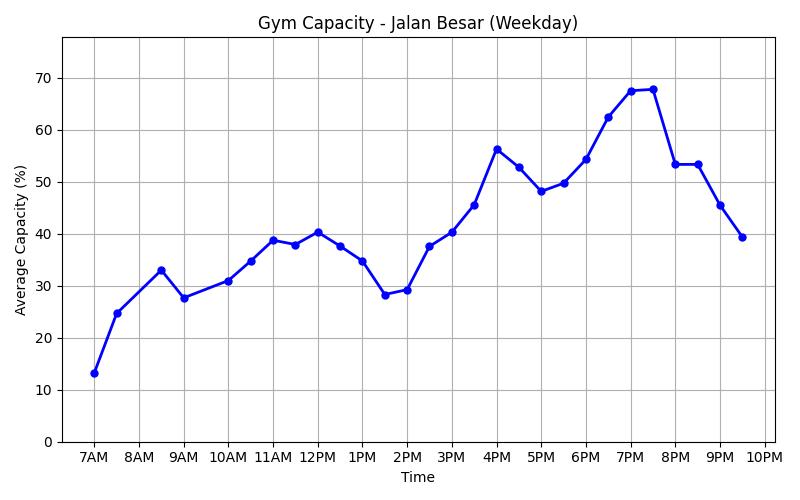 Gym Capacity - Jalan Besar (Weekday)
Average Capacity (%)
70
60
50
40
30
20
10
0
7AM 8AM 9AM 10AM 11AM 12PM 1PM 2PM 3PM 4PM 5PM 6PM 7PM 8PM 9PM 10PM
Time